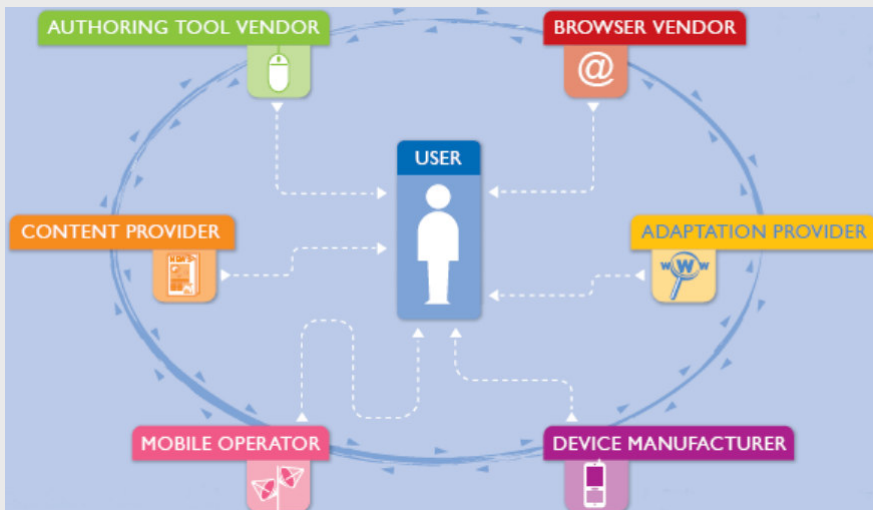 AUTHORING TOOL VENDOR
BROWSER VENDOR
@
USER
CONTENT PROVIDER
ADAPTATION PROVIDER
W W W
MOBILE OPERATOR
DEVICE MANUFACTURER